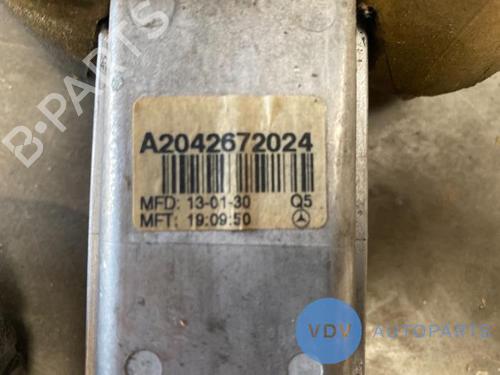 A2042672024
MFD: 13-01-30 Q5
MFT: 19:09:50
B-PARTS
VDV AUTOPARTS